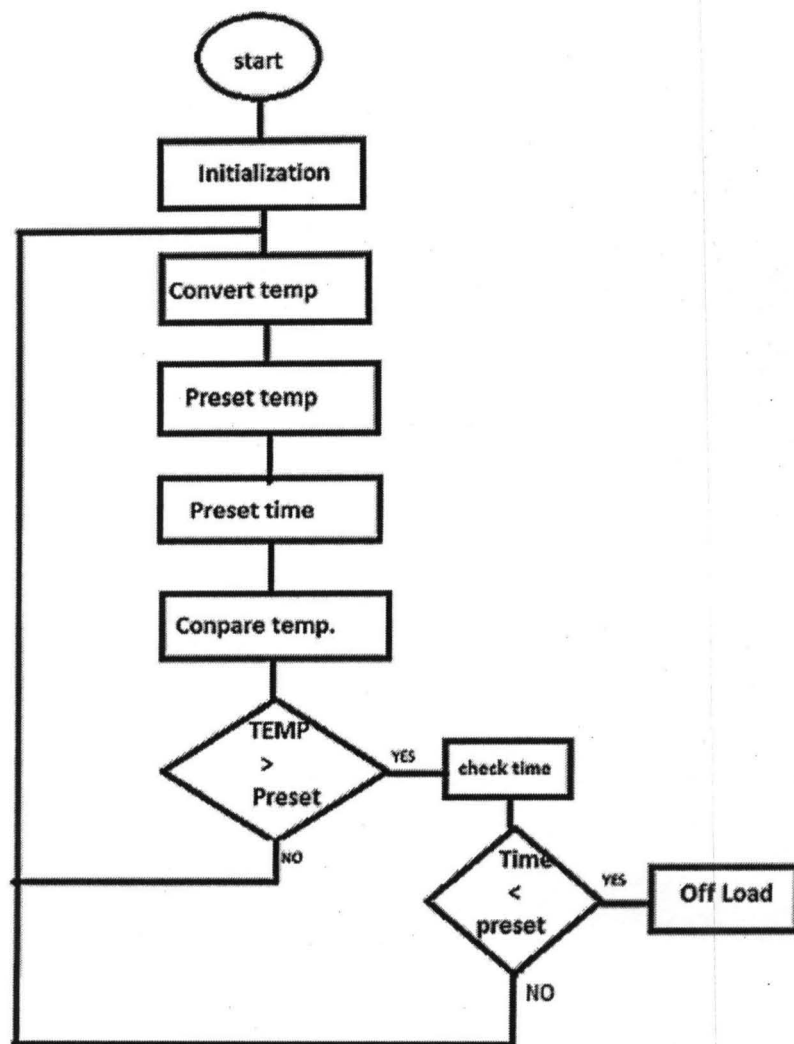 start
Initialization
Convert temp
Preset temp
Preset time
Conpare temp.
TEMP
>
Preset
YES
check time
NO
Time
<
preset
YES
Off Load
NO